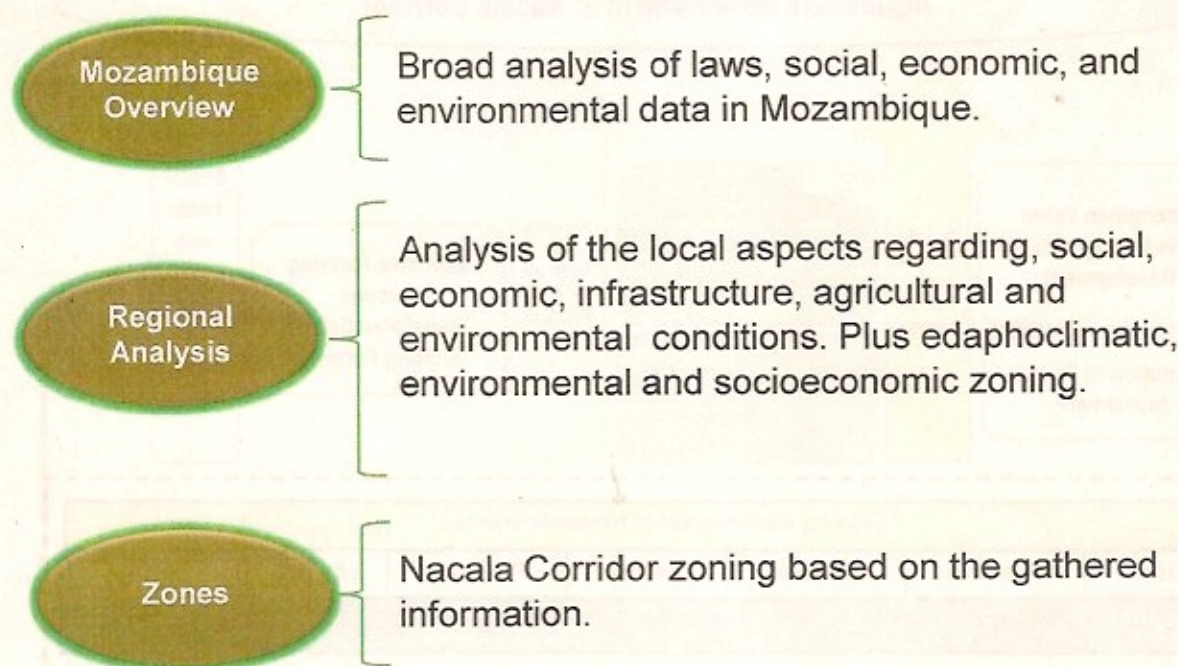 Mozambique
Overview
Broad analysis of laws, social, economic, and
environmental data in Mozambique.
Regional
Analysis
Analysis of the local aspects regarding, social,
economic, infrastructure, agricultural and
environmental  conditions. Plus edaphoclimatic,
environmental and socioeconomic zoning.
Zones
Nacala Corridor zoning based on the gathered
information.